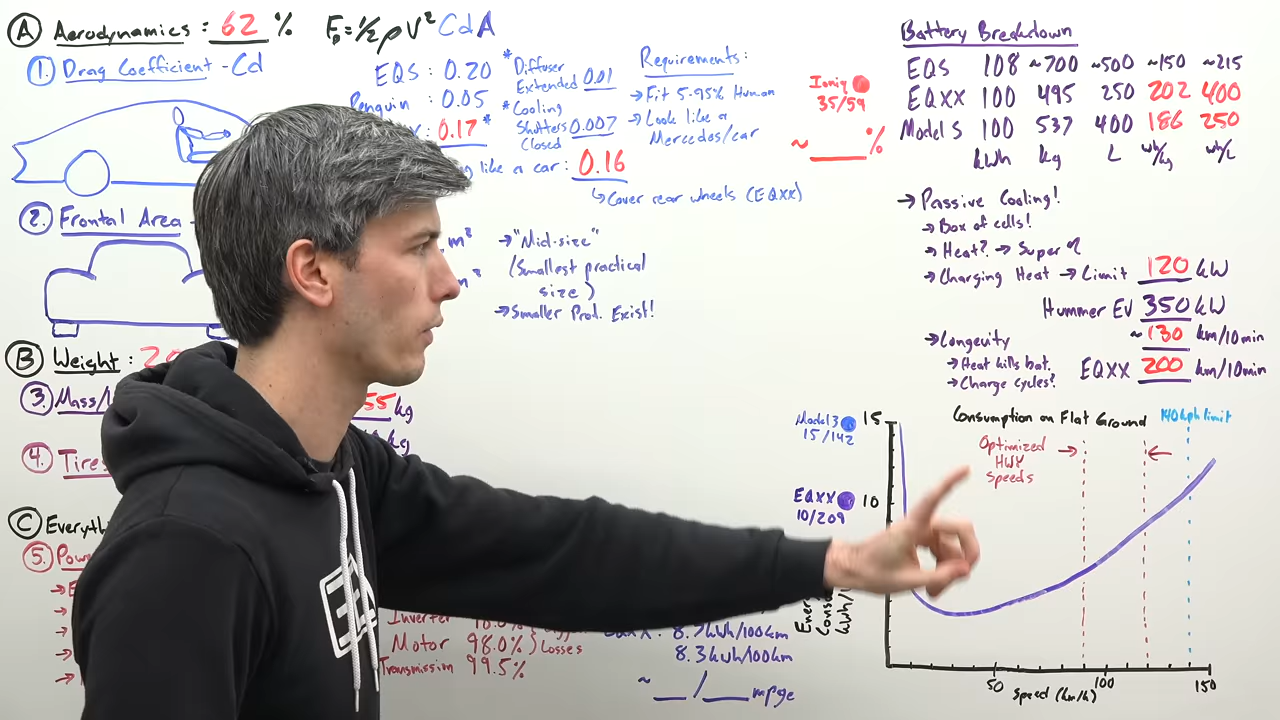 A Aerodynamics: 62 %
F_D = 1/2 ρ V² Cd A
1. Drag Coefficient - Cd
EQS : 0.20
Penguin : 0.05
0.17*
* Diffuser
Extended 0.01
* Cooling
Shutters 0.007
Closed
like a car: 0.16
↳ Cover rear wheels (EQXX)
Requirements:
→ Fit 5-95% Human
→ Look like a
Mercedes/car
2. Frontal Area -
m²
m²
→ "Mid-size"
(Smallest practical
size)
→ Smaller Prod. Exist!
B Weight:
3. Mass/
55 kg
kg
4. Tires
C
5.
Inverter
Motor 98.0%
Losses
Transmission 99.5%
8.7 kWh/100km
8.3 kWh/100km
~ __/__ mpge
Ioniq
35/59
~ __ %
Battery Breakdown
EQS 108 ~700 ~500 ~150 ~215
EQXX 100 495 250 202 400
Model S 100 537 400 186 250
kWh kg L wh/kg wh/L
→ Passive Cooling!
→ Box of cells!
→ Heat? → Super η
→ Charging Heat → Limit 120 kW
Hummer EV 350 kW
~130 km/10min
EQXX 200 km/10min
→ Longevity
→ Heat kills bat.
→ Charge cycles?
Consumption on Flat Ground
140 kph limit
Model 3
15/142
15
Optimized
HWY
Speeds
EQXX
10/209
10
50
100
150
Speed (km/h)